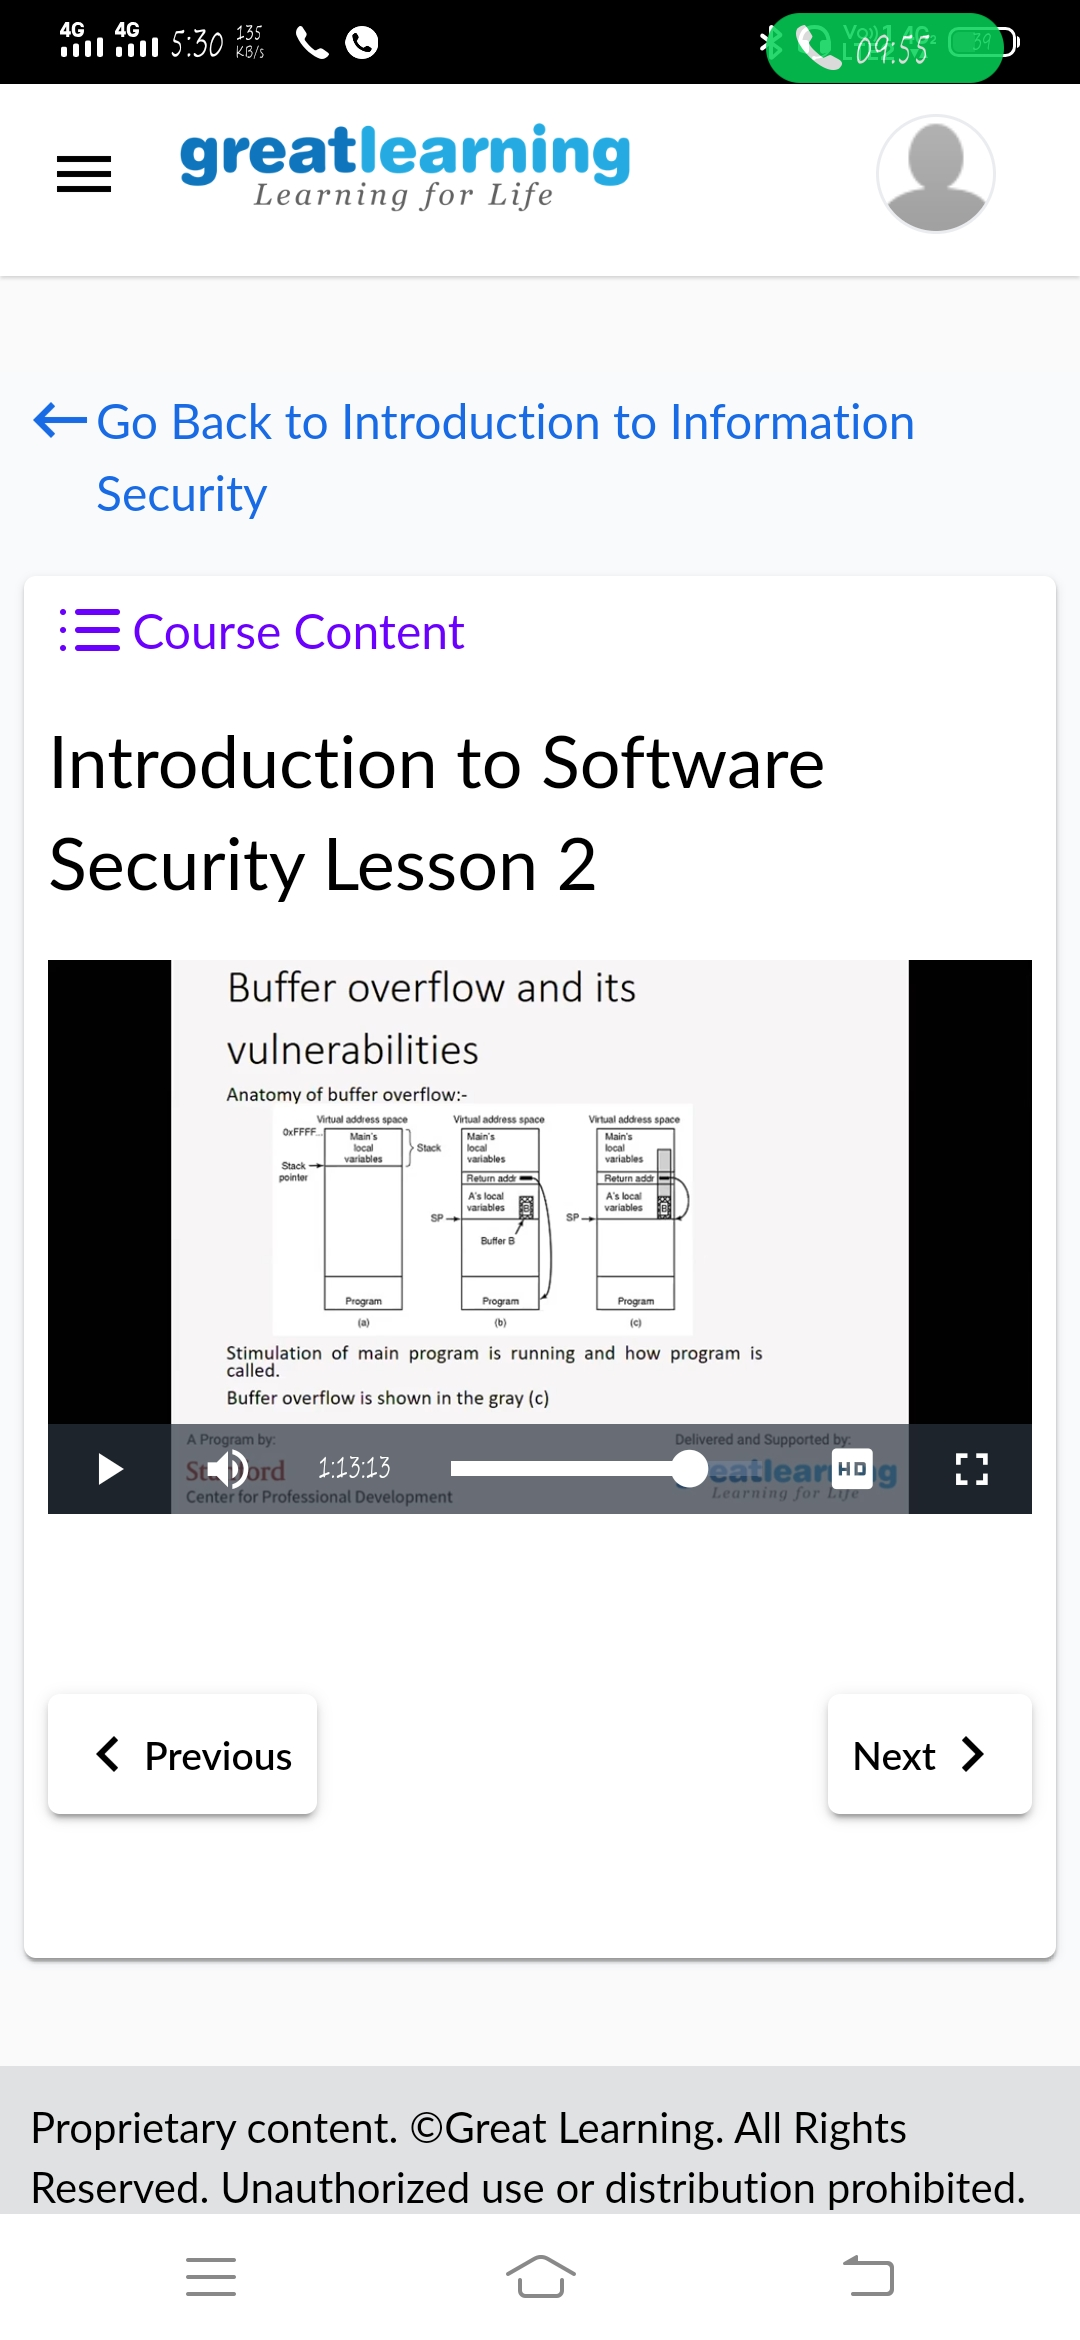 4G 4G 5:30 135 KB/s 09:55 39
greatlearning
Learning for Life
Go Back to Introduction to Information
Security
Course Content
Introduction to Software
Security Lesson 2
Buffer overflow and its
vulnerabilities
Anatomy of buffer overflow:-
Virtual address space Virtual address space Virtual address space
0xFFFF...
Main's local variables
Stack
Stack pointer
Program
(a)
Main's local variables
Return addr
A's local variables
B
SP
Buffer B
Program
(b)
Main's local variables
Return addr
A's local variables
B
SP
Program
(c)
Stimulation of main program is running and how program is
called.
Buffer overflow is shown in the gray (c)
A Program by:
Delivered and Supported by:
1:13:13
HD
Center for Professional Development
Learning for Life
Previous
Next
Proprietary content. ©Great Learning. All Rights
Reserved. Unauthorized use or distribution prohibited.